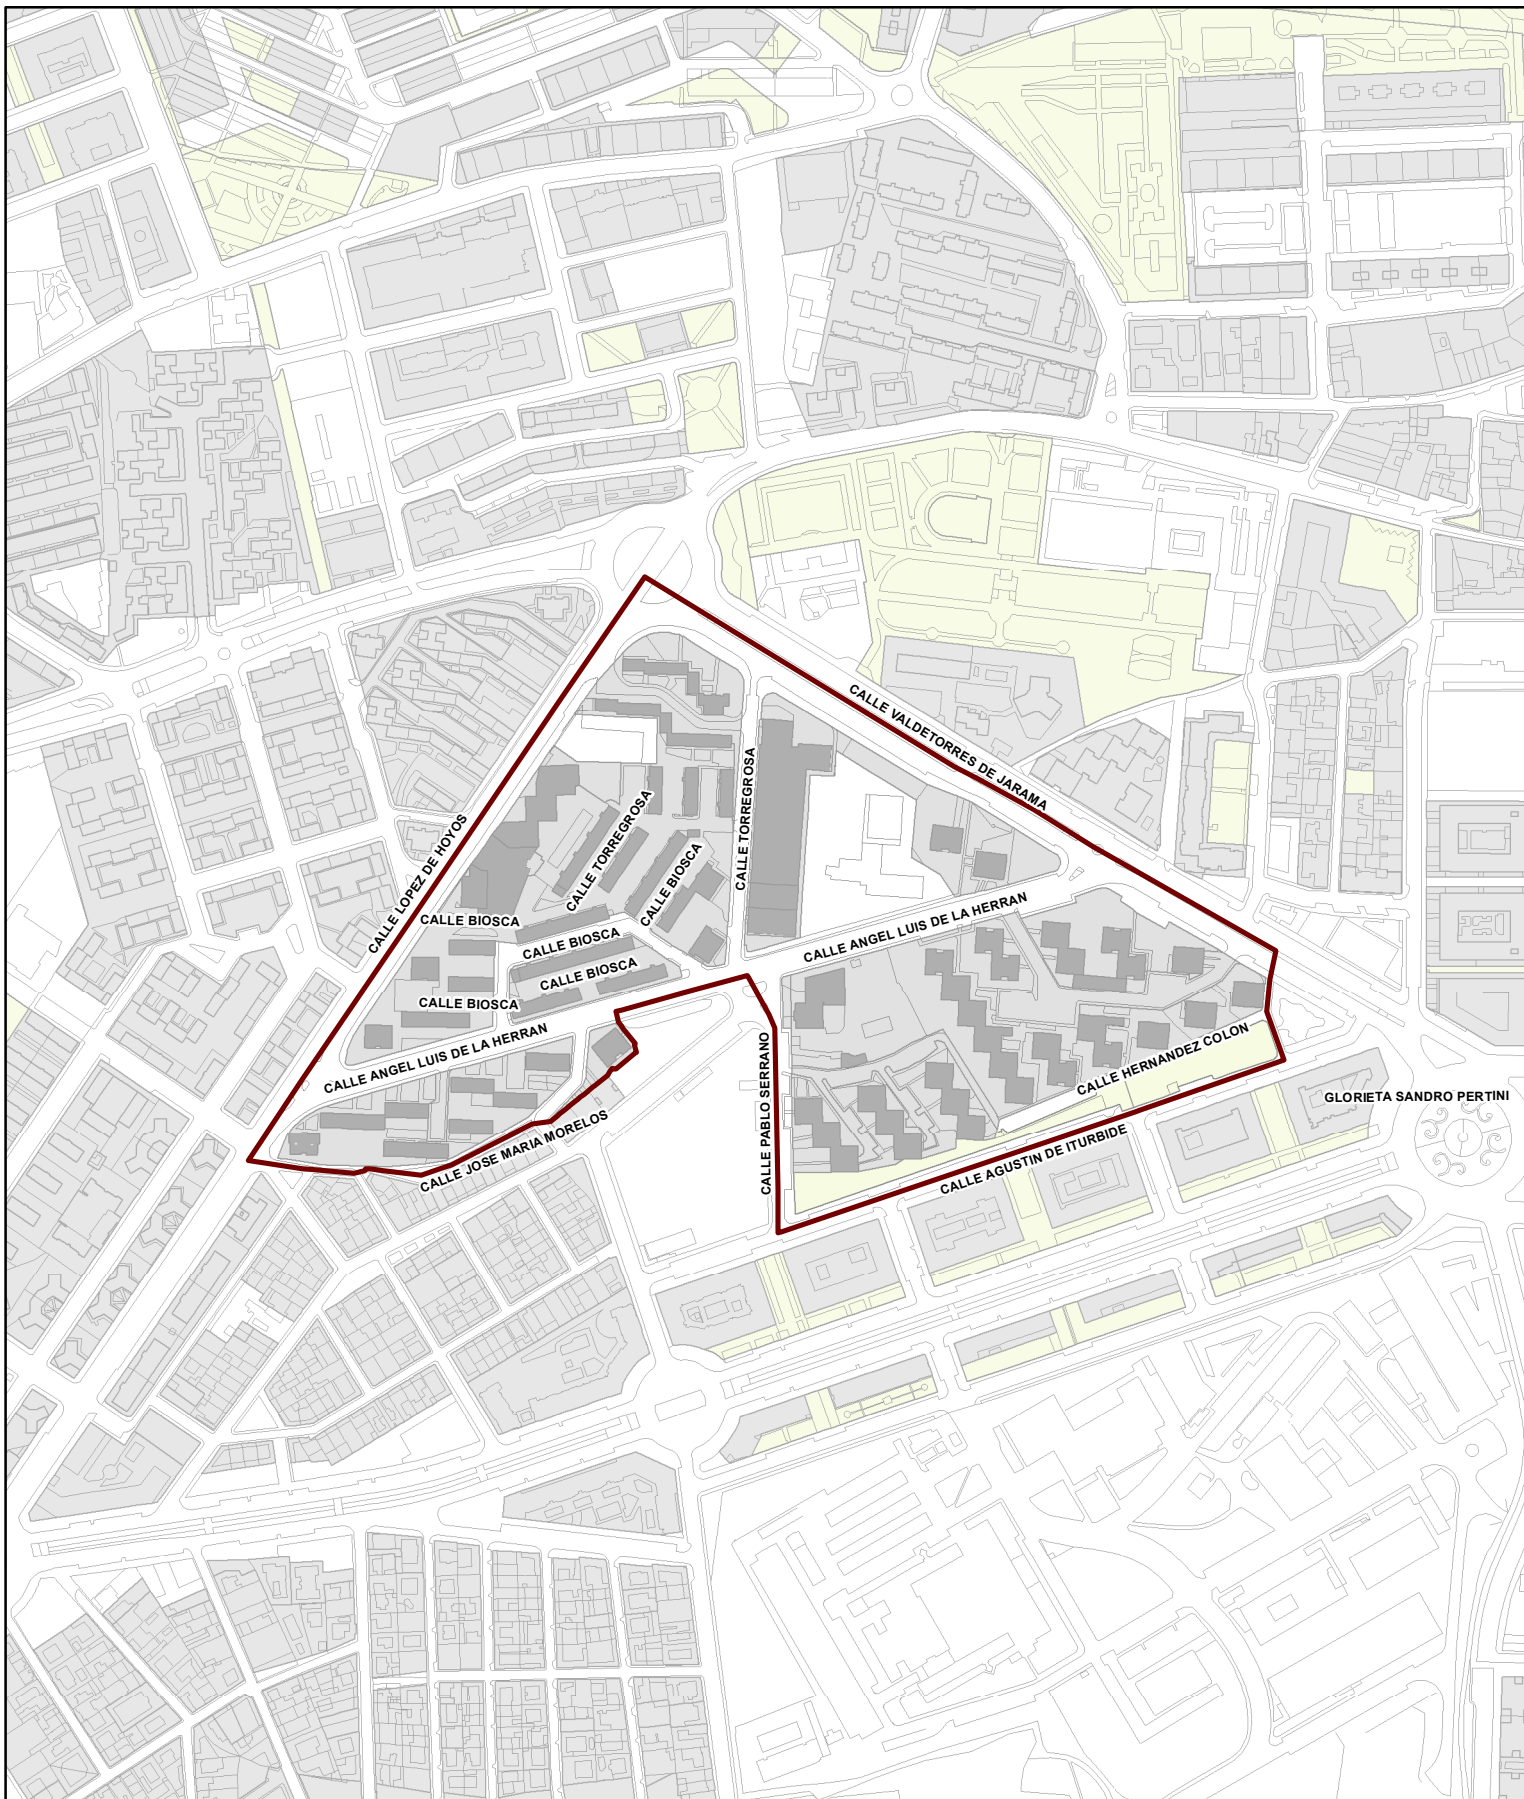 CALLE VALDETORRES DE JARAMA
CALLE TORREGROSA
CALLE TORREGROSA
CALLE LOPEZ DE HOYOS
CALLE BIOSCA
CALLE BIOSCA
CALLE ANGEL LUIS DE LA HERRAN
CALLE BIOSCA
CALLE BIOSCA
CALLE BIOSCA
CALLE ANGEL LUIS DE LA HERRAN
CALLE HERNANDEZ COLON
CALLE PABLO SERRANO
GLORIETA SANDRO PERTINI
CALLE JOSE MARIA MORELOS
CALLE AGUSTIN DE ITURBIDE